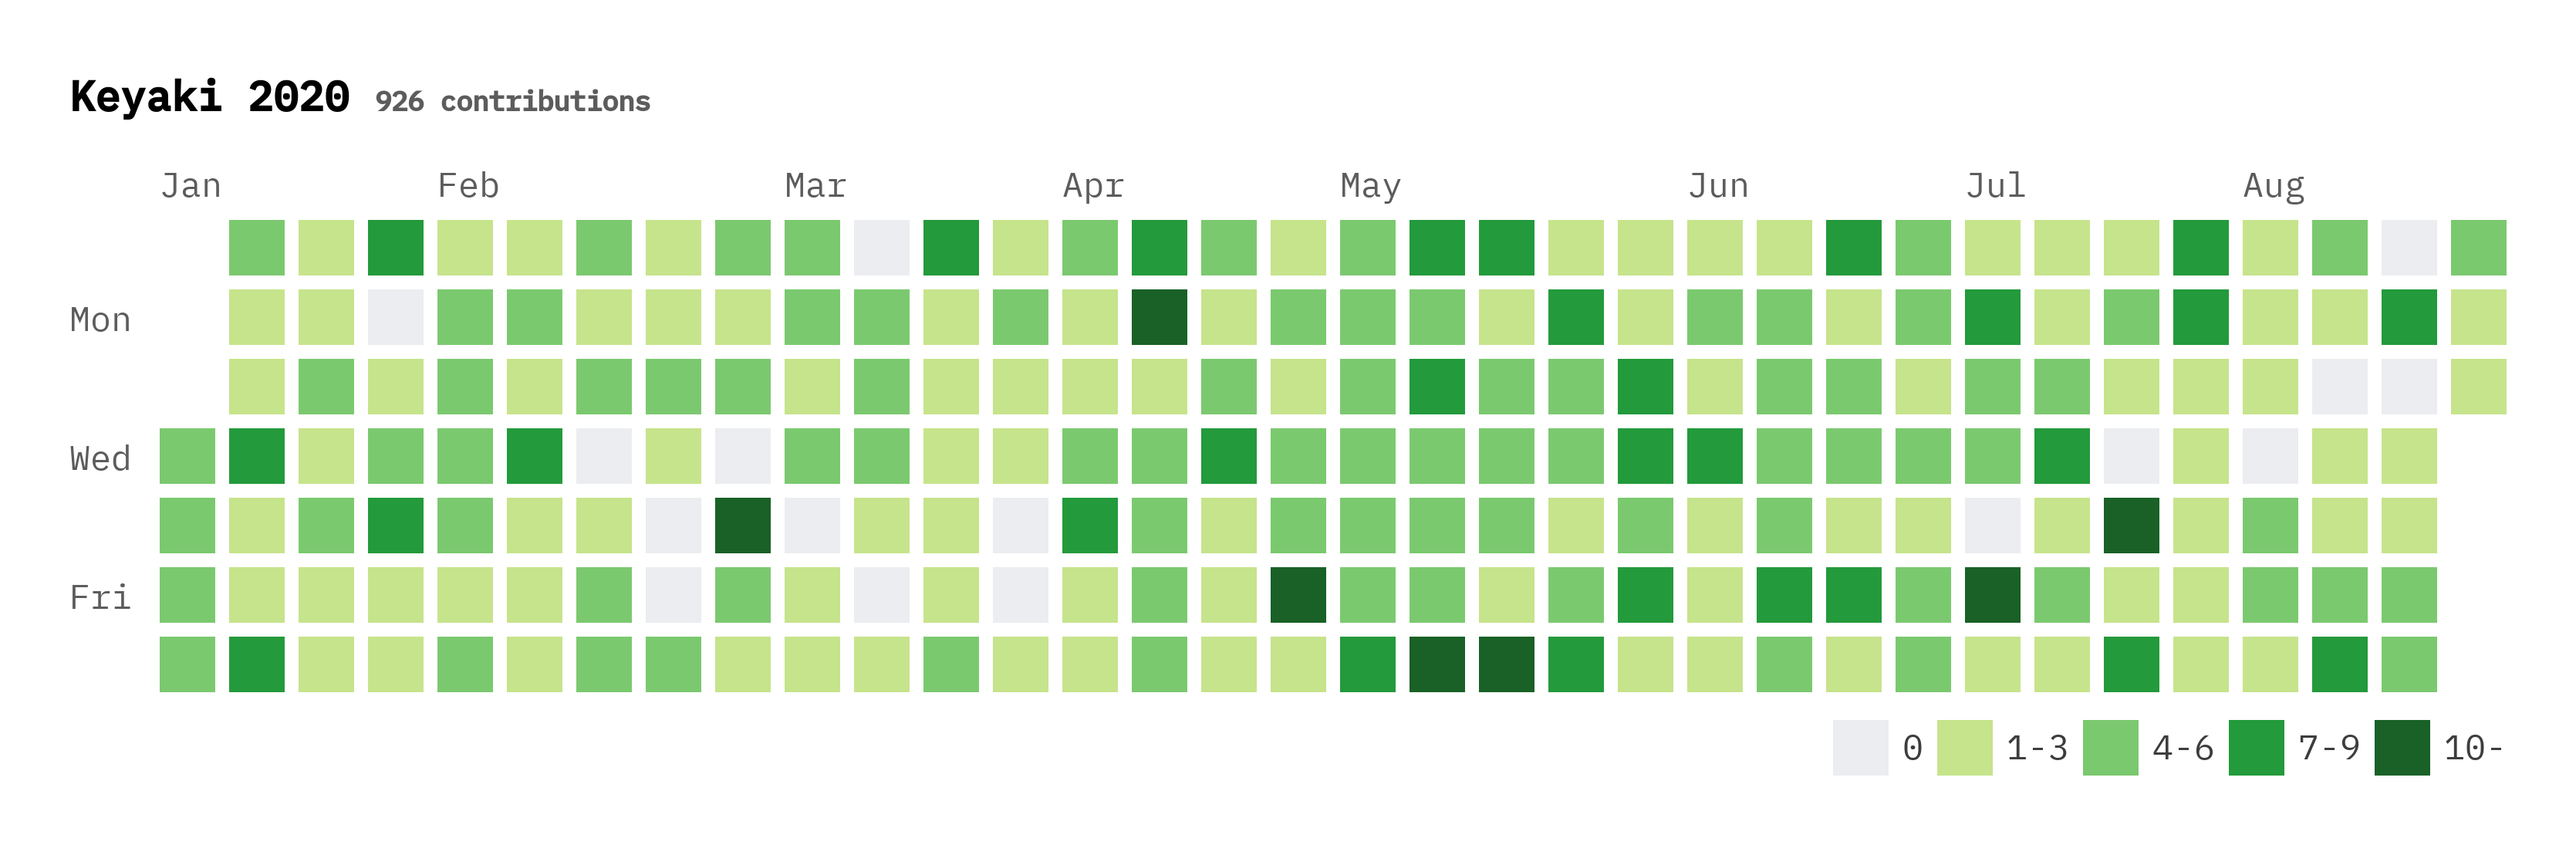 Keyaki 2020 926 contributions
Jan Feb Mar Apr May Jun Jul Aug
Mon
Wed
Fri
0 1-3 4-6 7-9 10-